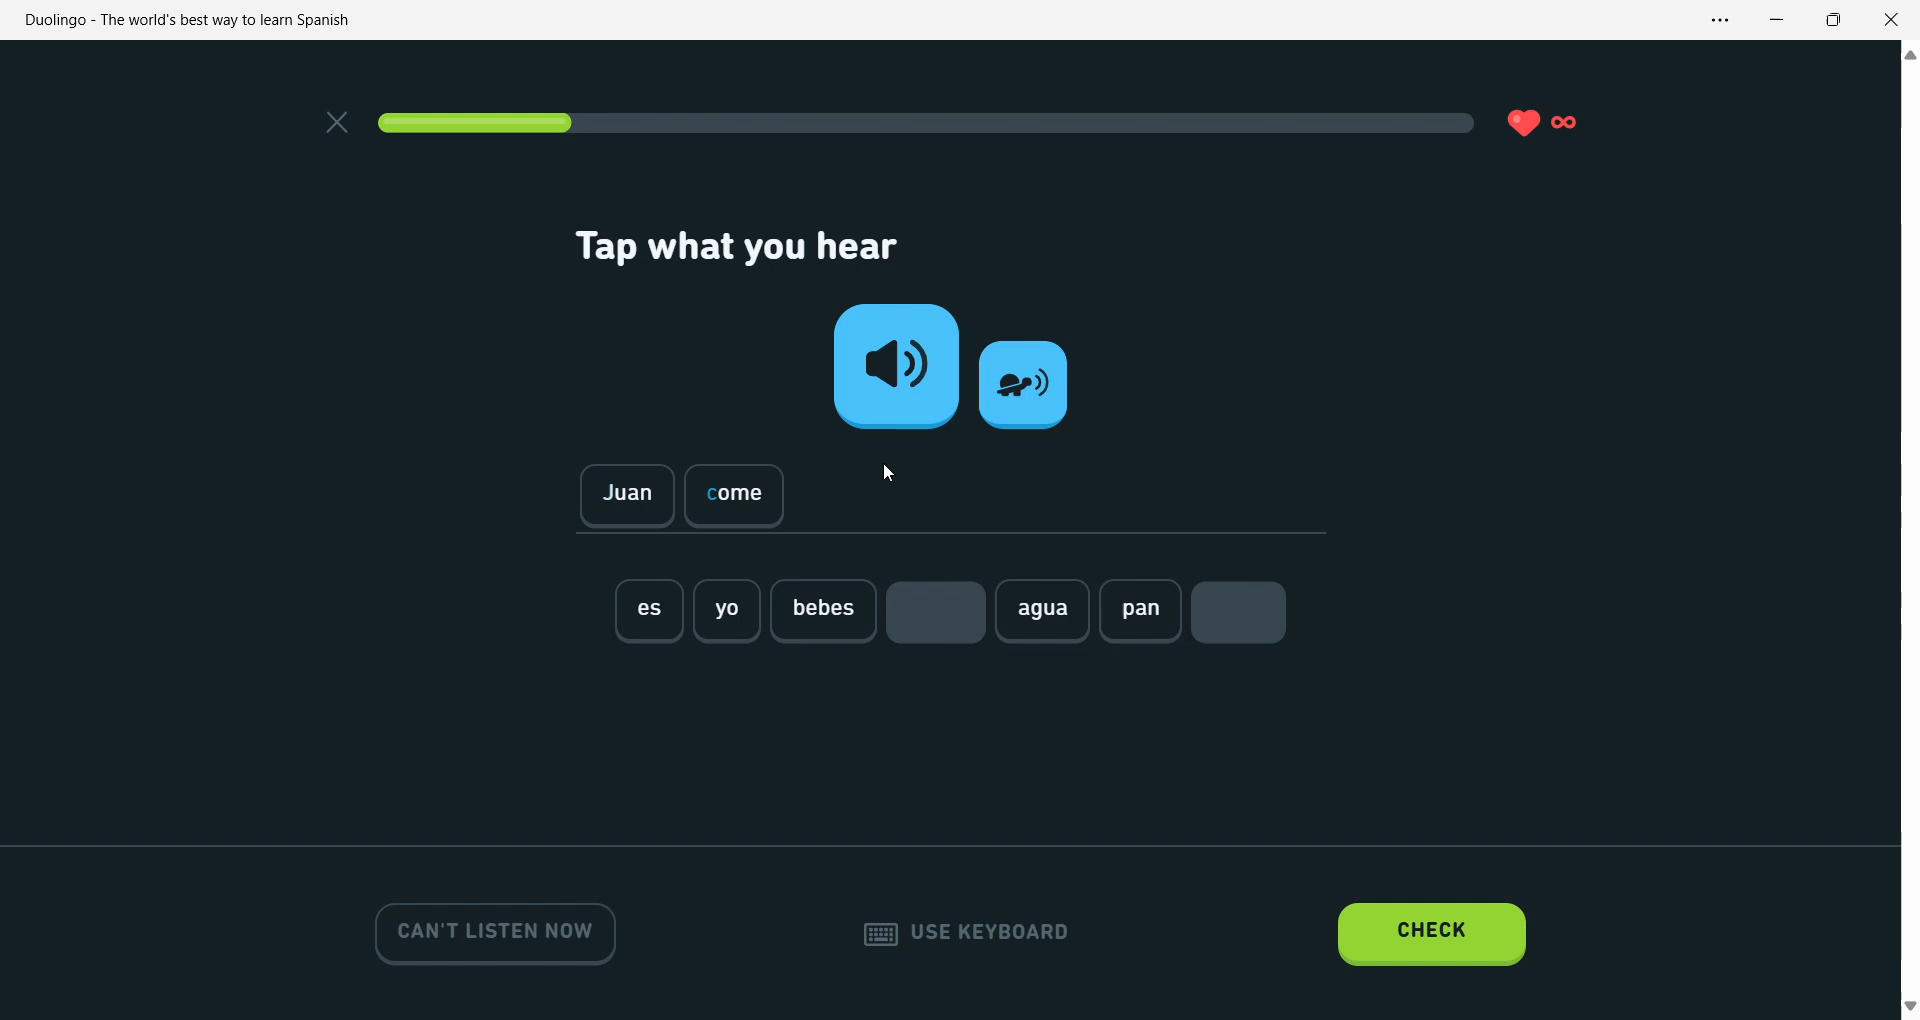 Duolingo - The world's best way to learn Spanish
Tap what you hear
Juan come
es yo bebes agua pan
CAN'T LISTEN NOW USE KEYBOARD CHECK